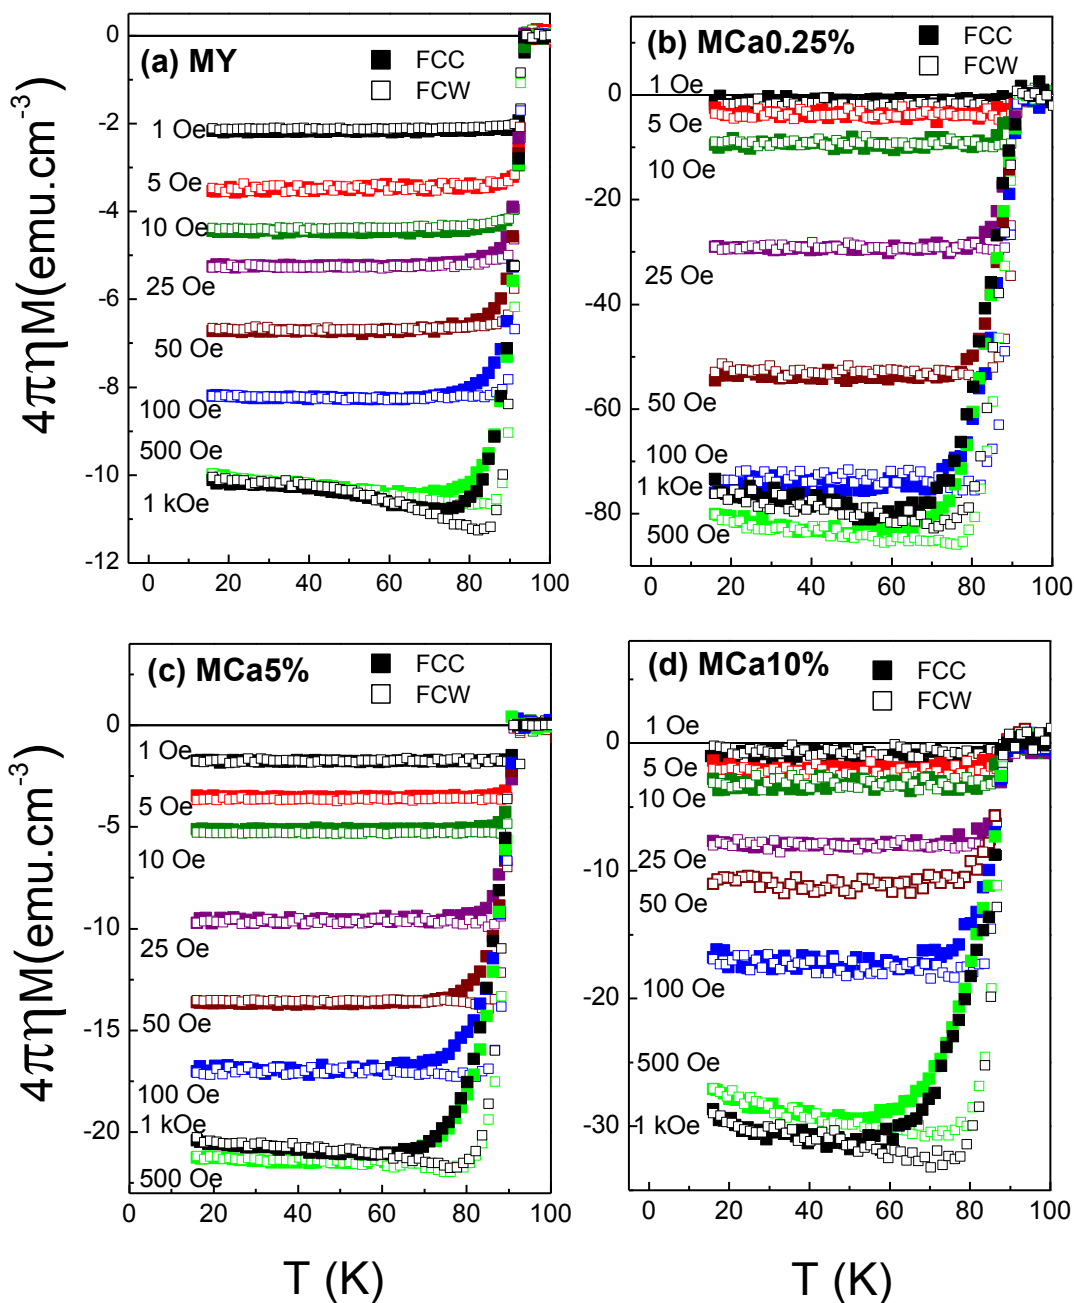 (a) MY
FCC
FCW
0
-2
-4
-6
-8
-10
-12
4πηM(emu.cm⁻³)
1 Oe
5 Oe
10 Oe
25 Oe
50 Oe
100 Oe
500 Oe
1 kOe
0 20 40 60 80 100
(b) MCa0.25%
FCC
FCW
0
-20
-40
-60
-80
1 Oe
5 Oe
10 Oe
25 Oe
50 Oe
100 Oe
1 kOe
500 Oe
0 20 40 60 80 100
(c) MCa5%
FCC
FCW
0
-5
-10
-15
-20
4πηM(emu.cm⁻³)
1 Oe
5 Oe
10 Oe
25 Oe
50 Oe
100 Oe
1 kOe
500 Oe
20 40 60 80 100
T (K)
(d) MCa10%
FCC
FCW
0
-10
-20
-30
1 Oe
5 Oe
10 Oe
25 Oe
50 Oe
100 Oe
500 Oe
1 kOe
0 20 40 60 80 100
T (K)